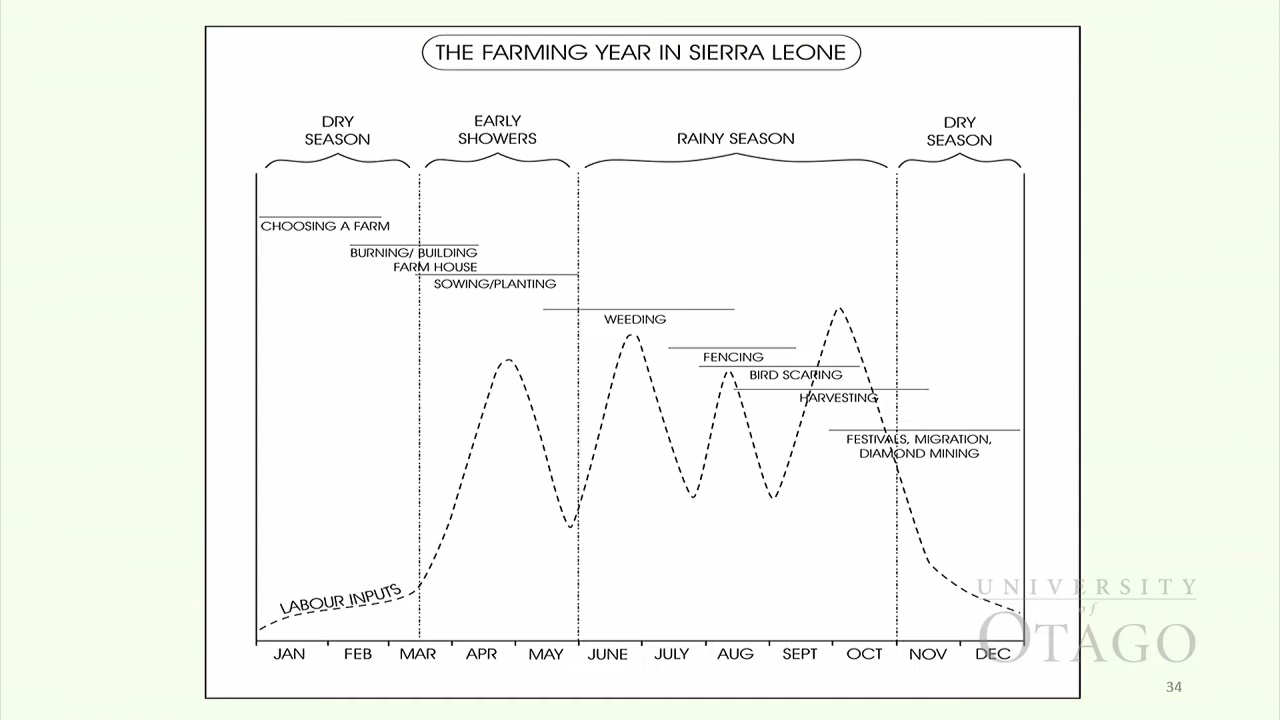 THE FARMING YEAR IN SIERRA LEONE
DRY
SEASON
EARLY
SHOWERS
RAINY SEASON
DRY
SEASON
CHOOSING A FARM
BURNING/ BUILDING
FARM HOUSE
SOWING/PLANTING
WEEDING
FENCING
BIRD SCARING
HARVESTING
FESTIVALS, MIGRATION,
DIAMOND MINING
LABOUR INPUTS
JAN FEB MAR APR MAY JUNE JULY AUG SEPT OCT NOV DEC
UNIVERSITY
of
OTAGO
34